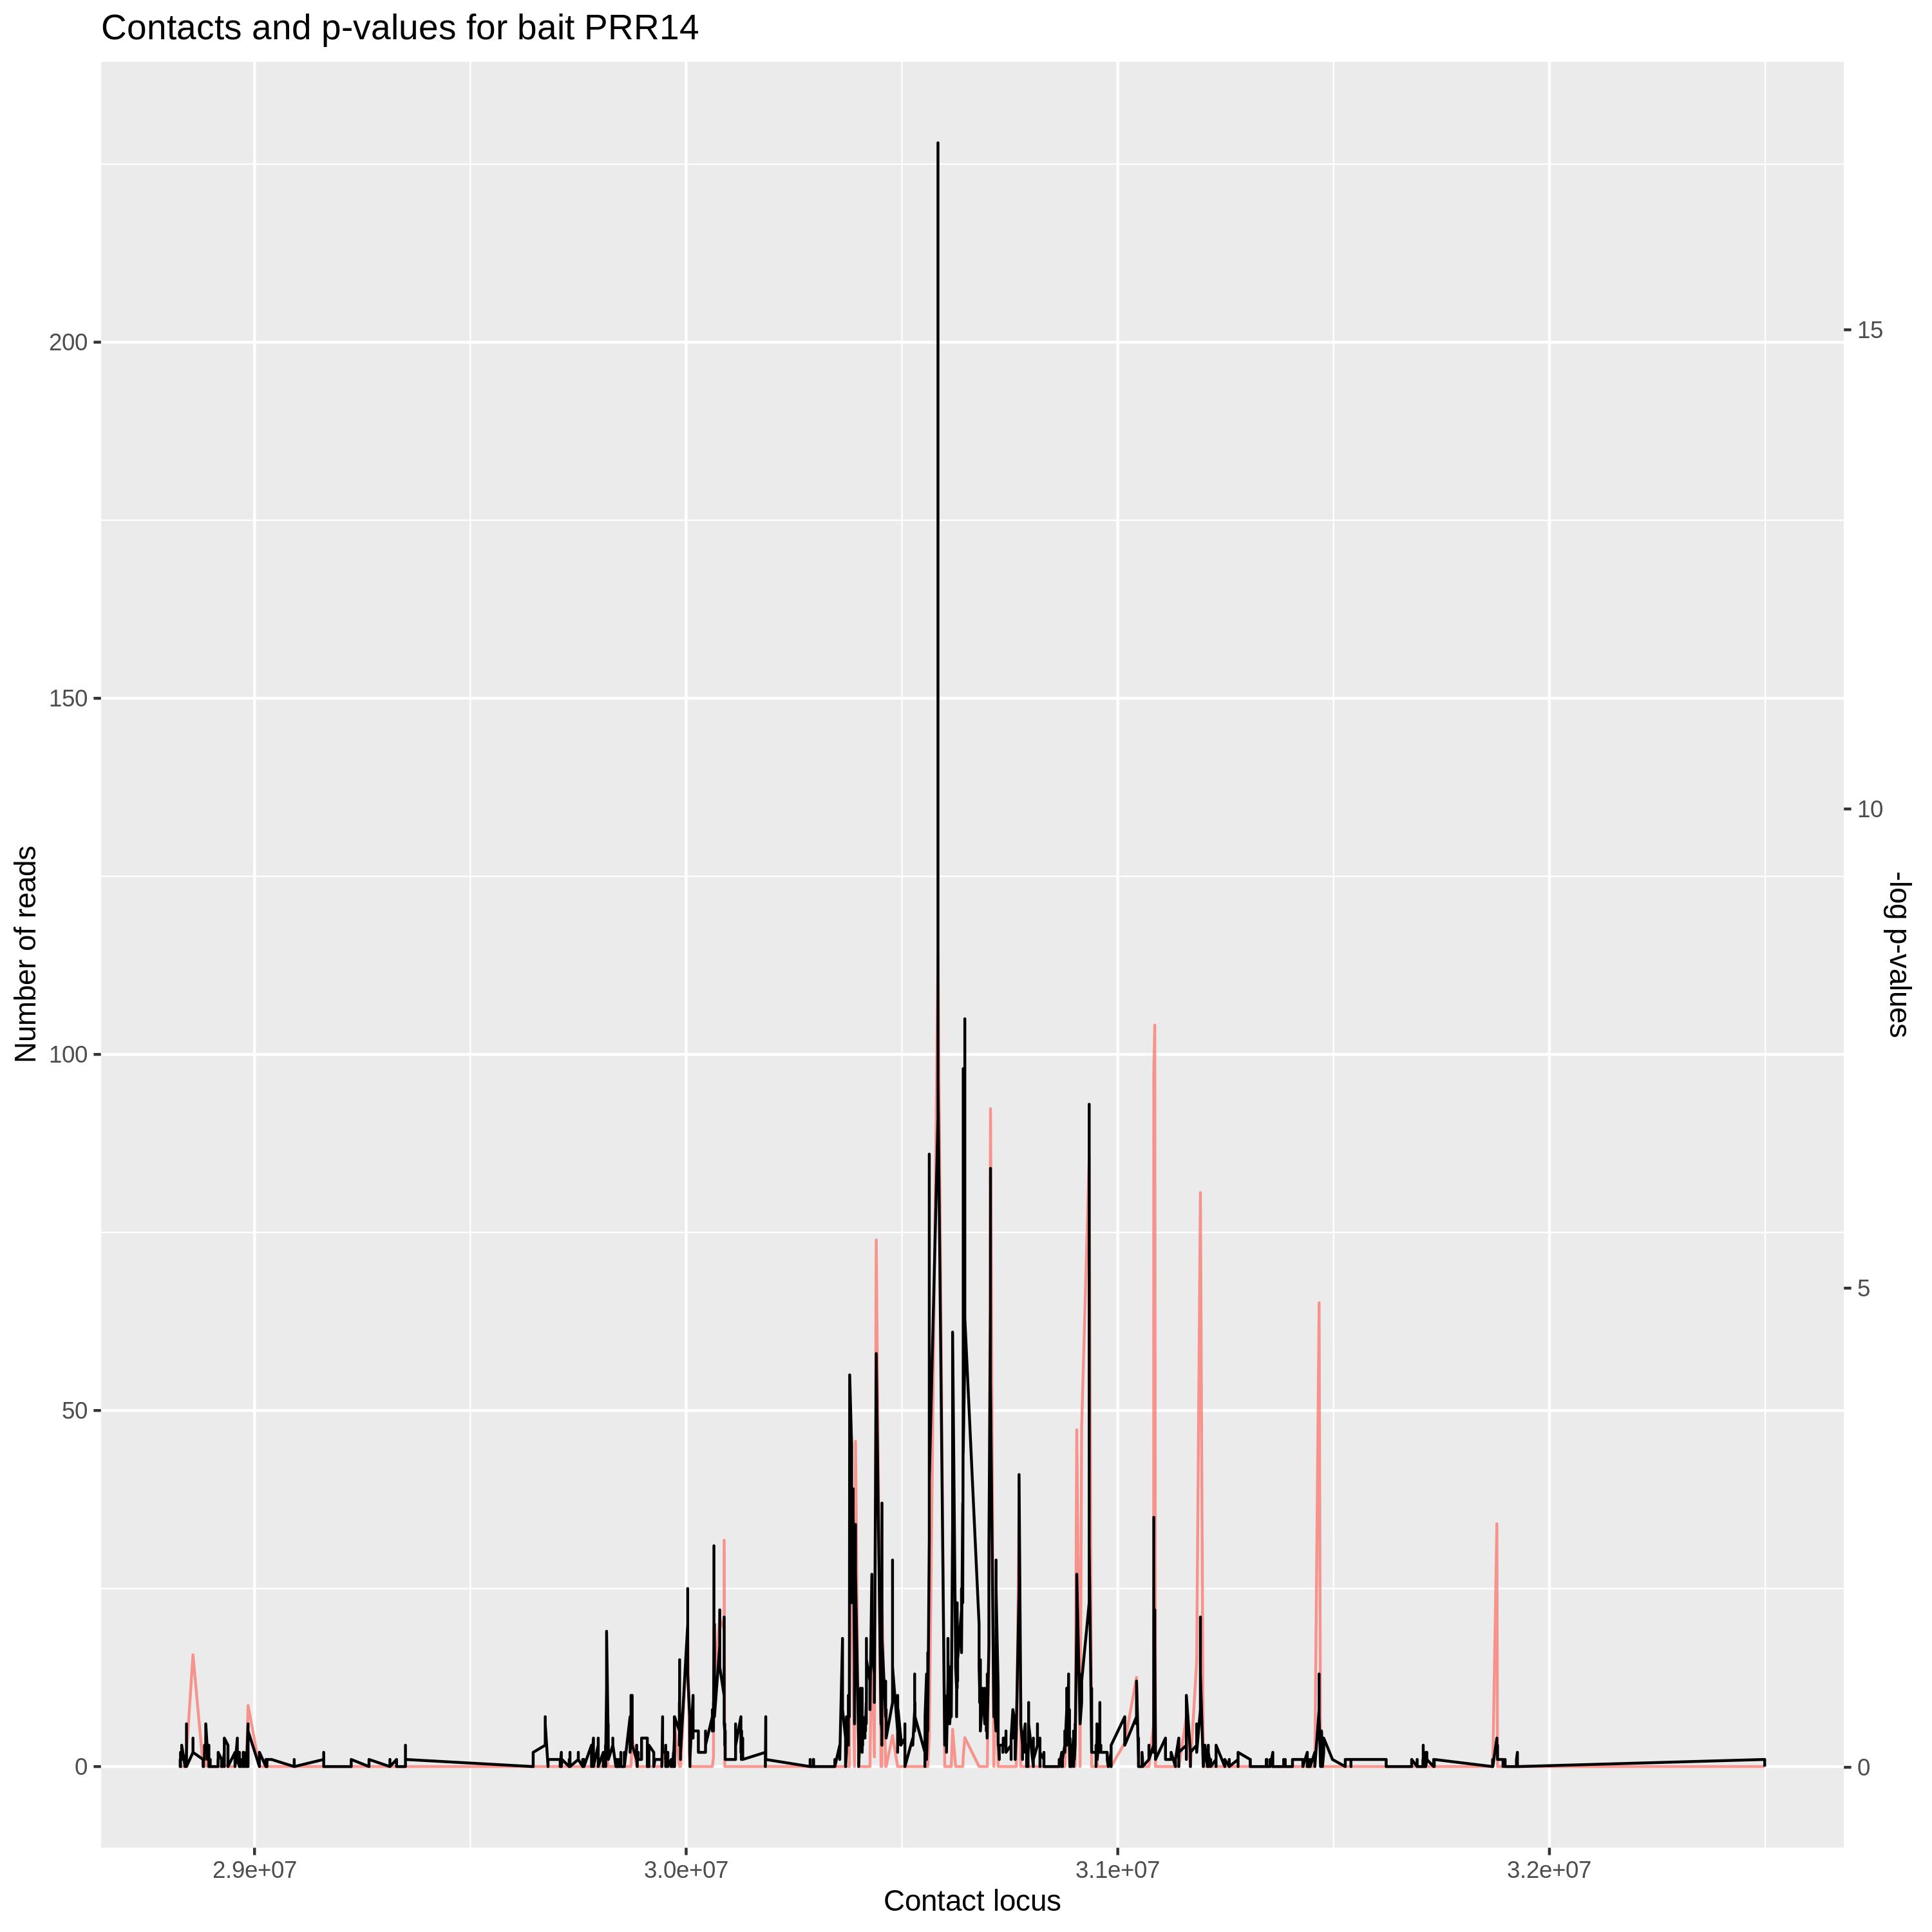 Contacts and p-values for bait PRR14
200
150
100
50
0
Number of reads
15
10
5
0
-log p-values
2.9e+07
3.0e+07
3.1e+07
3.2e+07
Contact locus